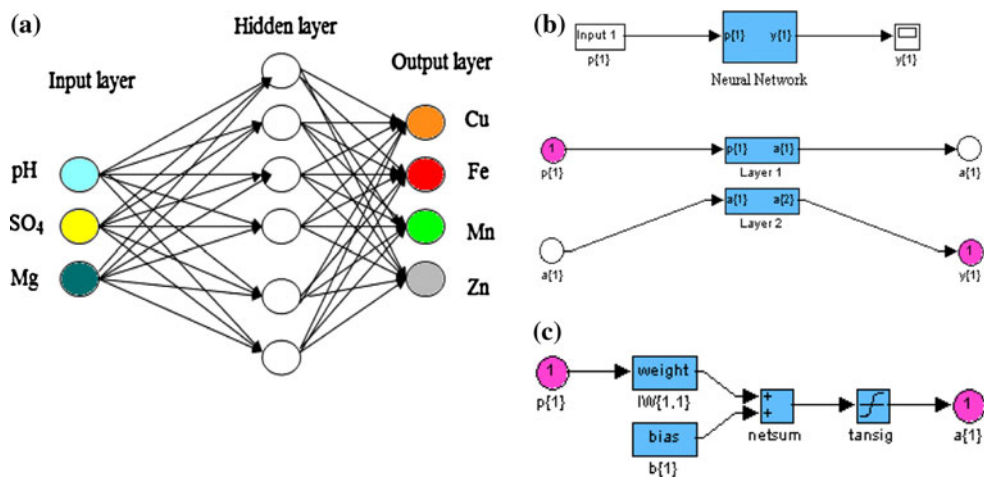 (a)
Hidden layer
Input layer
Output layer
pH
SO₄
Mg
Cu
Fe
Mn
Zn
(b)
Input 1
p{1}
p{1} y{1}
Neural Network
y{1}
1
p{1}
p{1} a{1}
Layer 1
a{1}
a{1}
a{1} a{2}
Layer 2
1
y{1}
(c)
1
p{1}
weight
IW{1,1}
bias
b{1}
+
+
netsum
tansig
1
a{1}